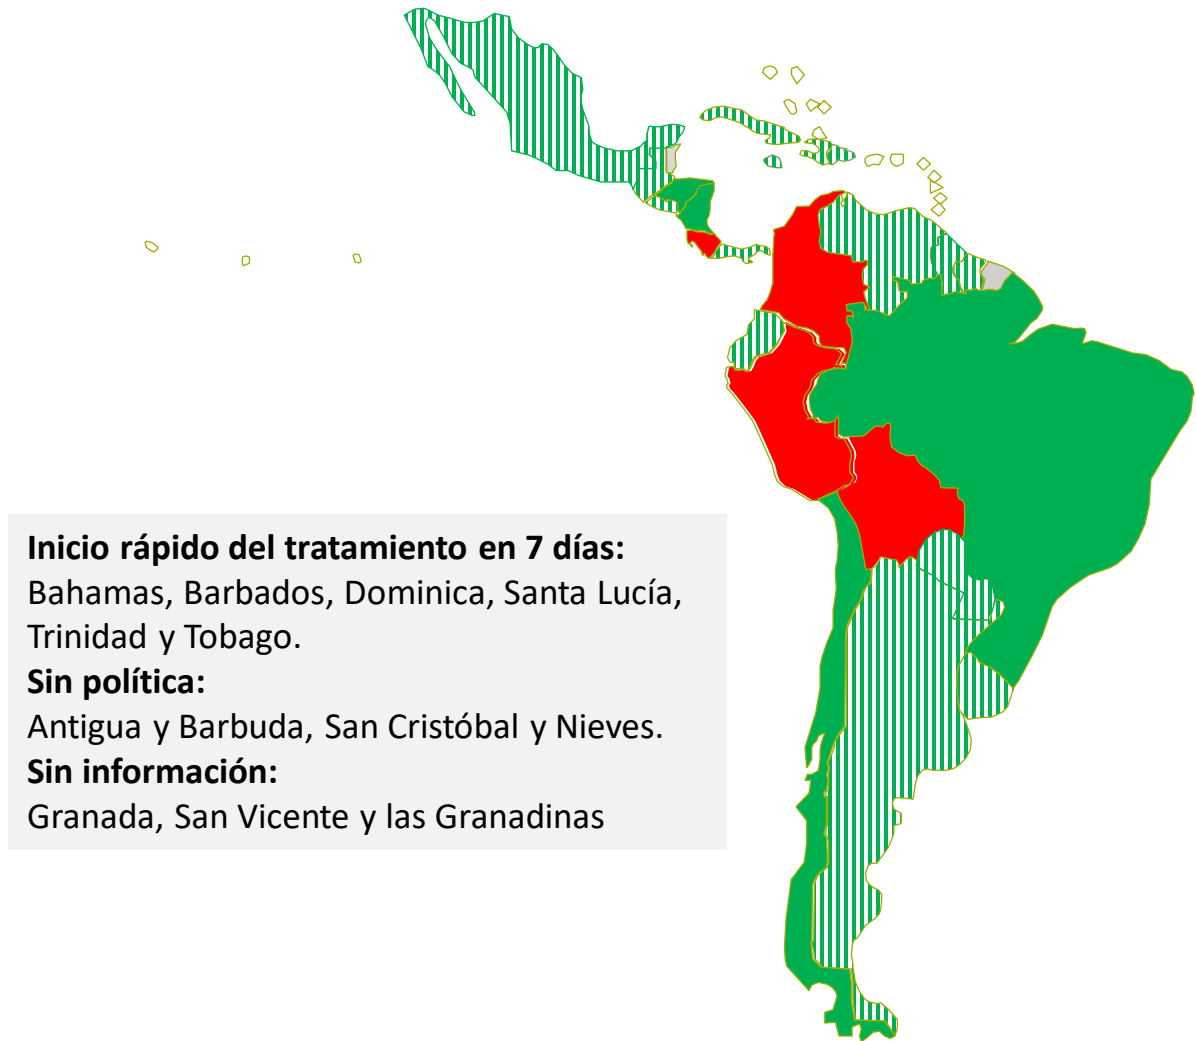 Inicio rápido del tratamiento en 7 días:
Bahamas, Barbados, Dominica, Santa Lucía,
Trinidad y Tobago.
Sin política:
Antigua y Barbuda, San Cristóbal y Nieves.
Sin información:
Granada, San Vicente y las Granadinas